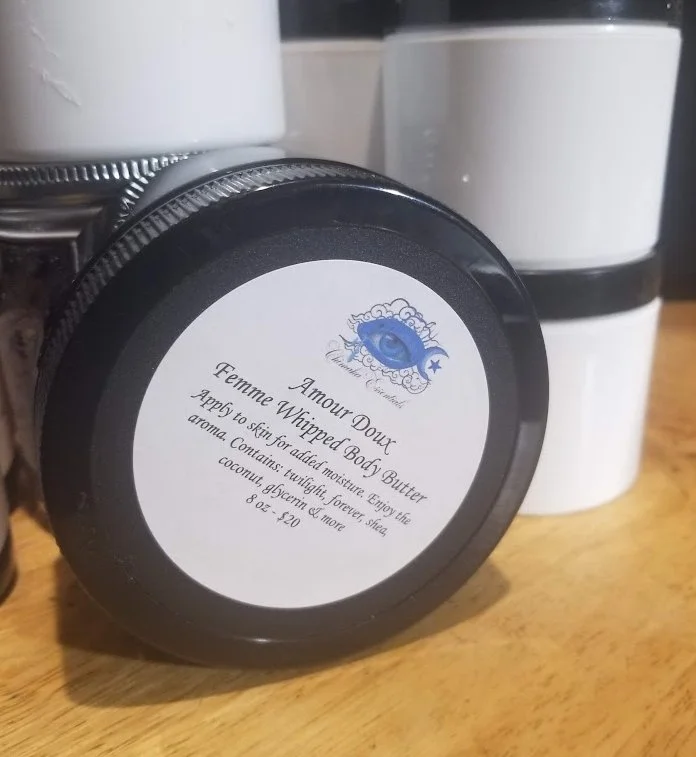 Essentials
Amour Doux
Femme Whipped Body Butter
Apply to skin for added moisture. Enjoy the
aroma. Contains: twilight, forever, shea,
coconut, glycerin & more
8 oz - $20